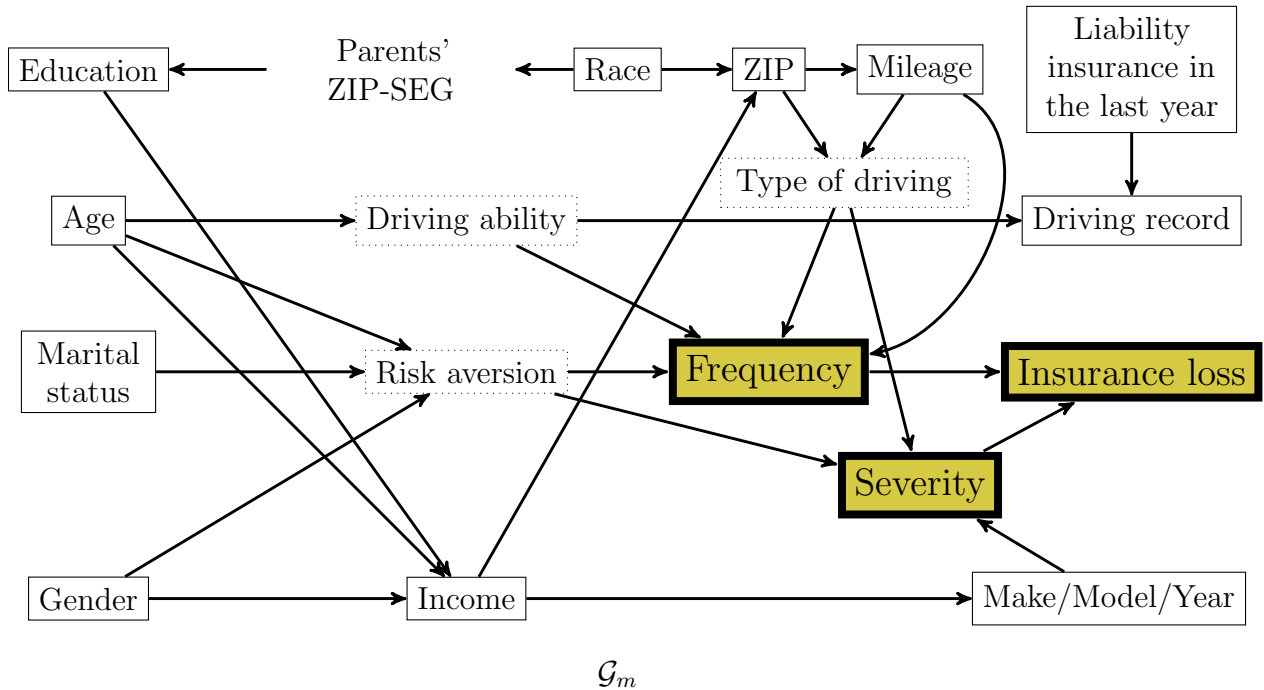 Education
Parents'
ZIP-SEG
Race
ZIP
Mileage
Liability
insurance in
the last year
Type of driving
Age
Driving ability
Driving record
Marital
status
Risk aversion
Frequency
Insurance loss
Severity
Gender
Income
Make/Model/Year
𝒢ₘ